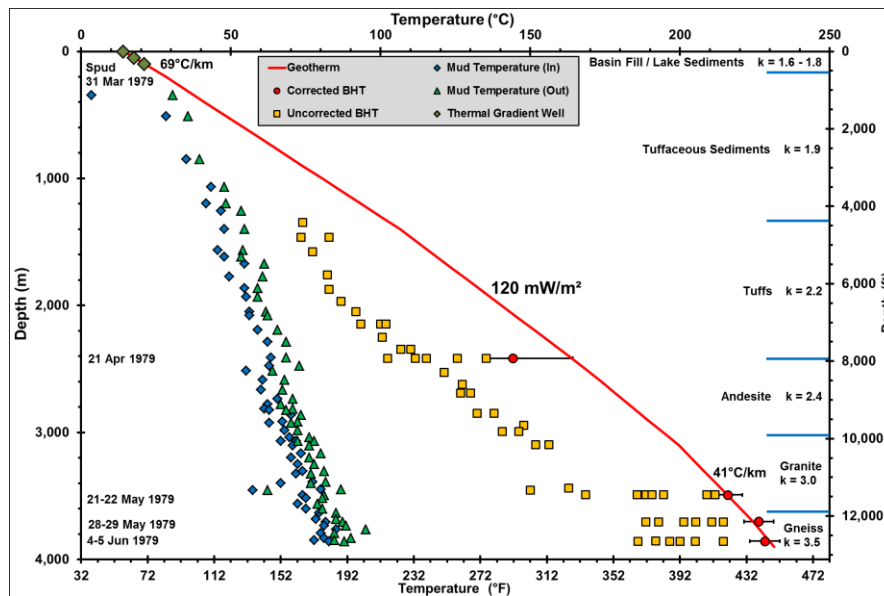 Temperature (°C)
0 50 100 150 200 250
0 1,000 2,000 3,000 4,000
Depth (m)
Spud
31 Mar 1979
69°C/km
Geotherm
Corrected BHT
Uncorrected BHT
Mud Temperature (In)
Mud Temperature (Out)
Thermal Gradient Well
Basin Fill / Lake Sediments k = 1.6 - 1.8
Tuffaceous Sediments k = 1.9
120 mW/m²
Tuffs k = 2.2
21 Apr 1979
Andesite k = 2.4
41°C/km
Granite
k = 3.0
21-22 May 1979
28-29 May 1979
4-5 Jun 1979
Gneiss
k = 3.5
0 2,000 4,000 6,000 8,000 10,000 12,000
32 72 112 152 192 232 272 312 352 392 432 472
Temperature (°F)